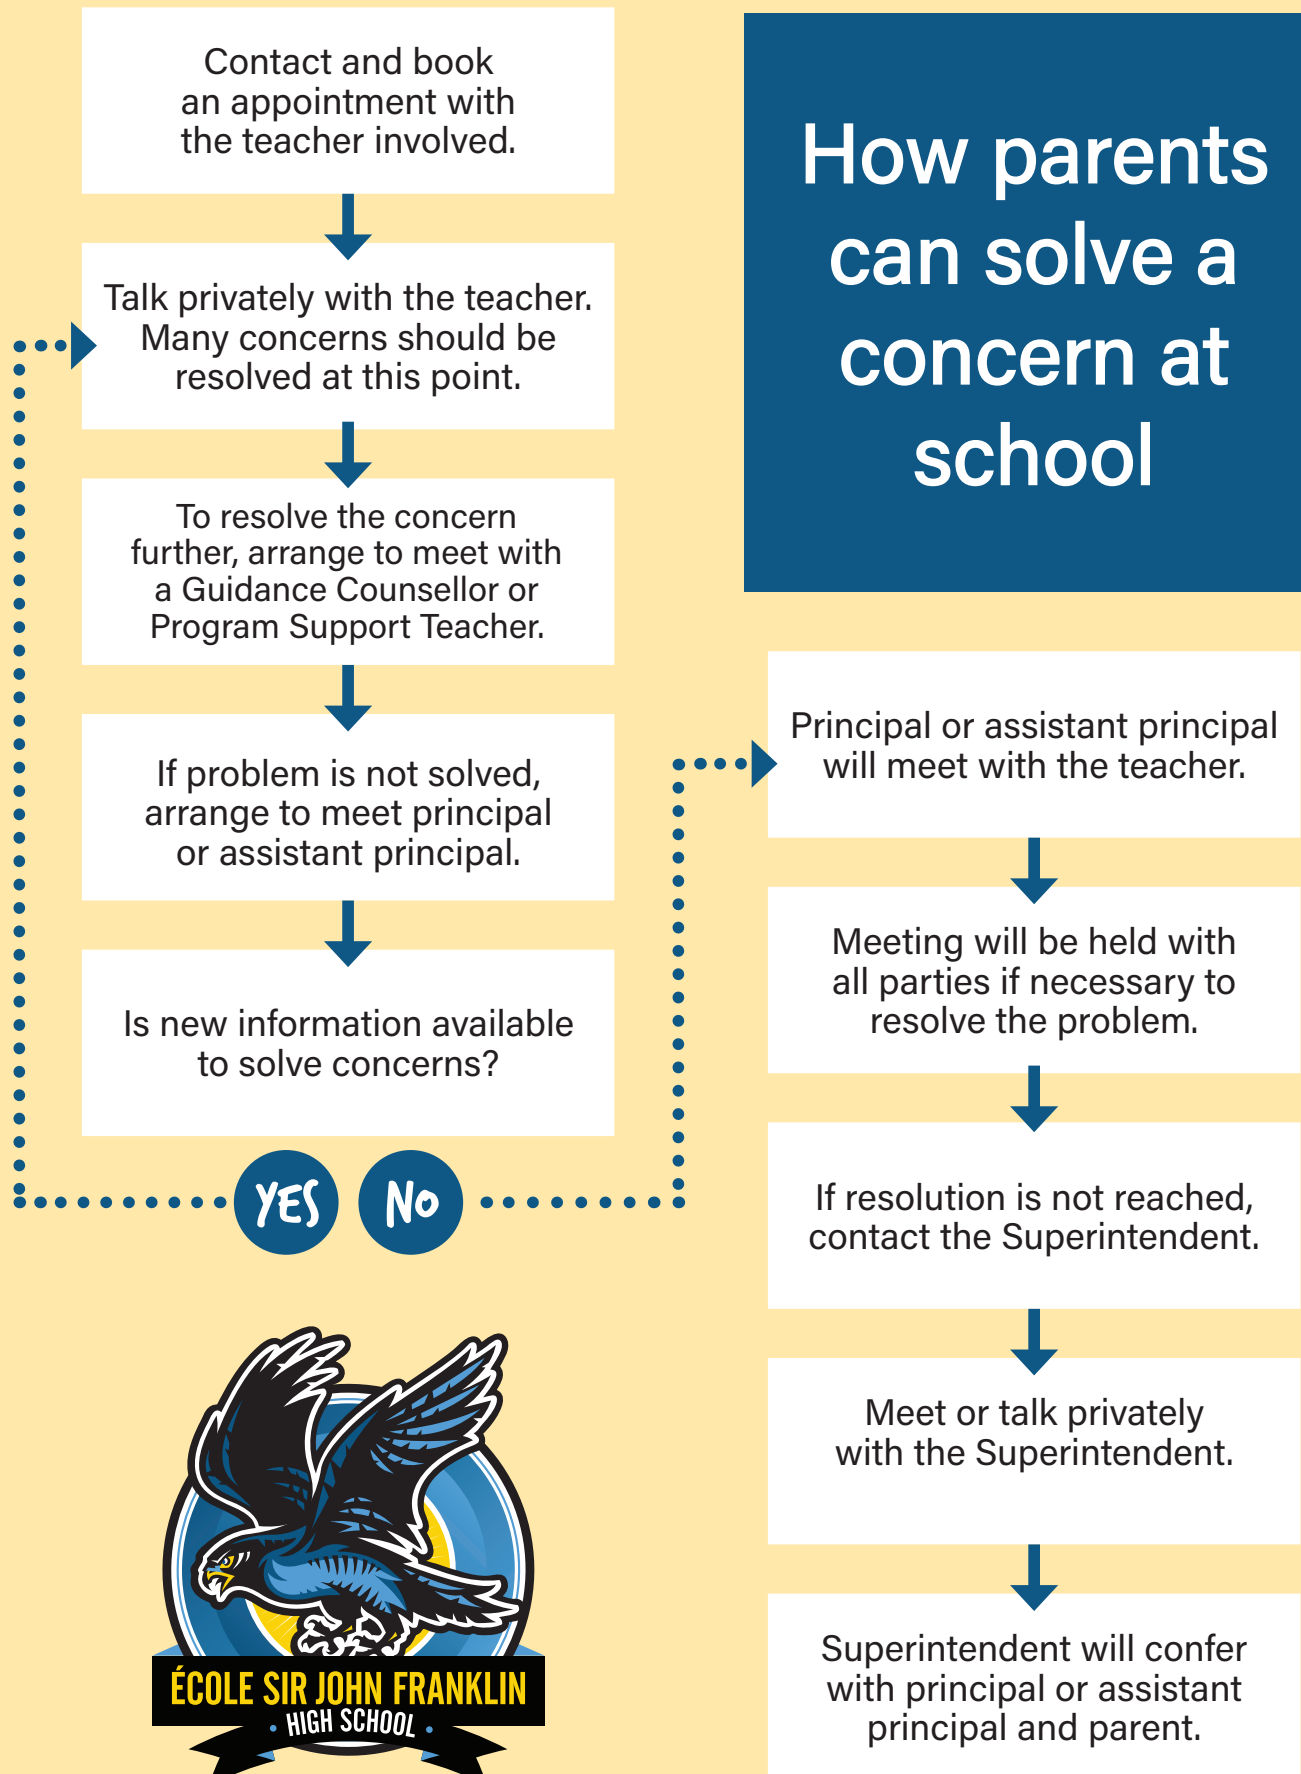 How parents
can solve a
concern at
school
Contact and book
an appointment with
the teacher involved.
Talk privately with the teacher.
Many concerns should be
resolved at this point.
To resolve the concern
further, arrange to meet with
a Guidance Counsellor or
Program Support Teacher.
If problem is not solved,
arrange to meet principal
or assistant principal.
Is new information available
to solve concerns?
YES
No
Principal or assistant principal
will meet with the teacher.
Meeting will be held with
all parties if necessary to
resolve the problem.
If resolution is not reached,
contact the Superintendent.
Meet or talk privately
with the Superintendent.
Superintendent will confer
with principal or assistant
principal and parent.
ÉCOLE SIR JOHN FRANKLIN
• HIGH SCHOOL •